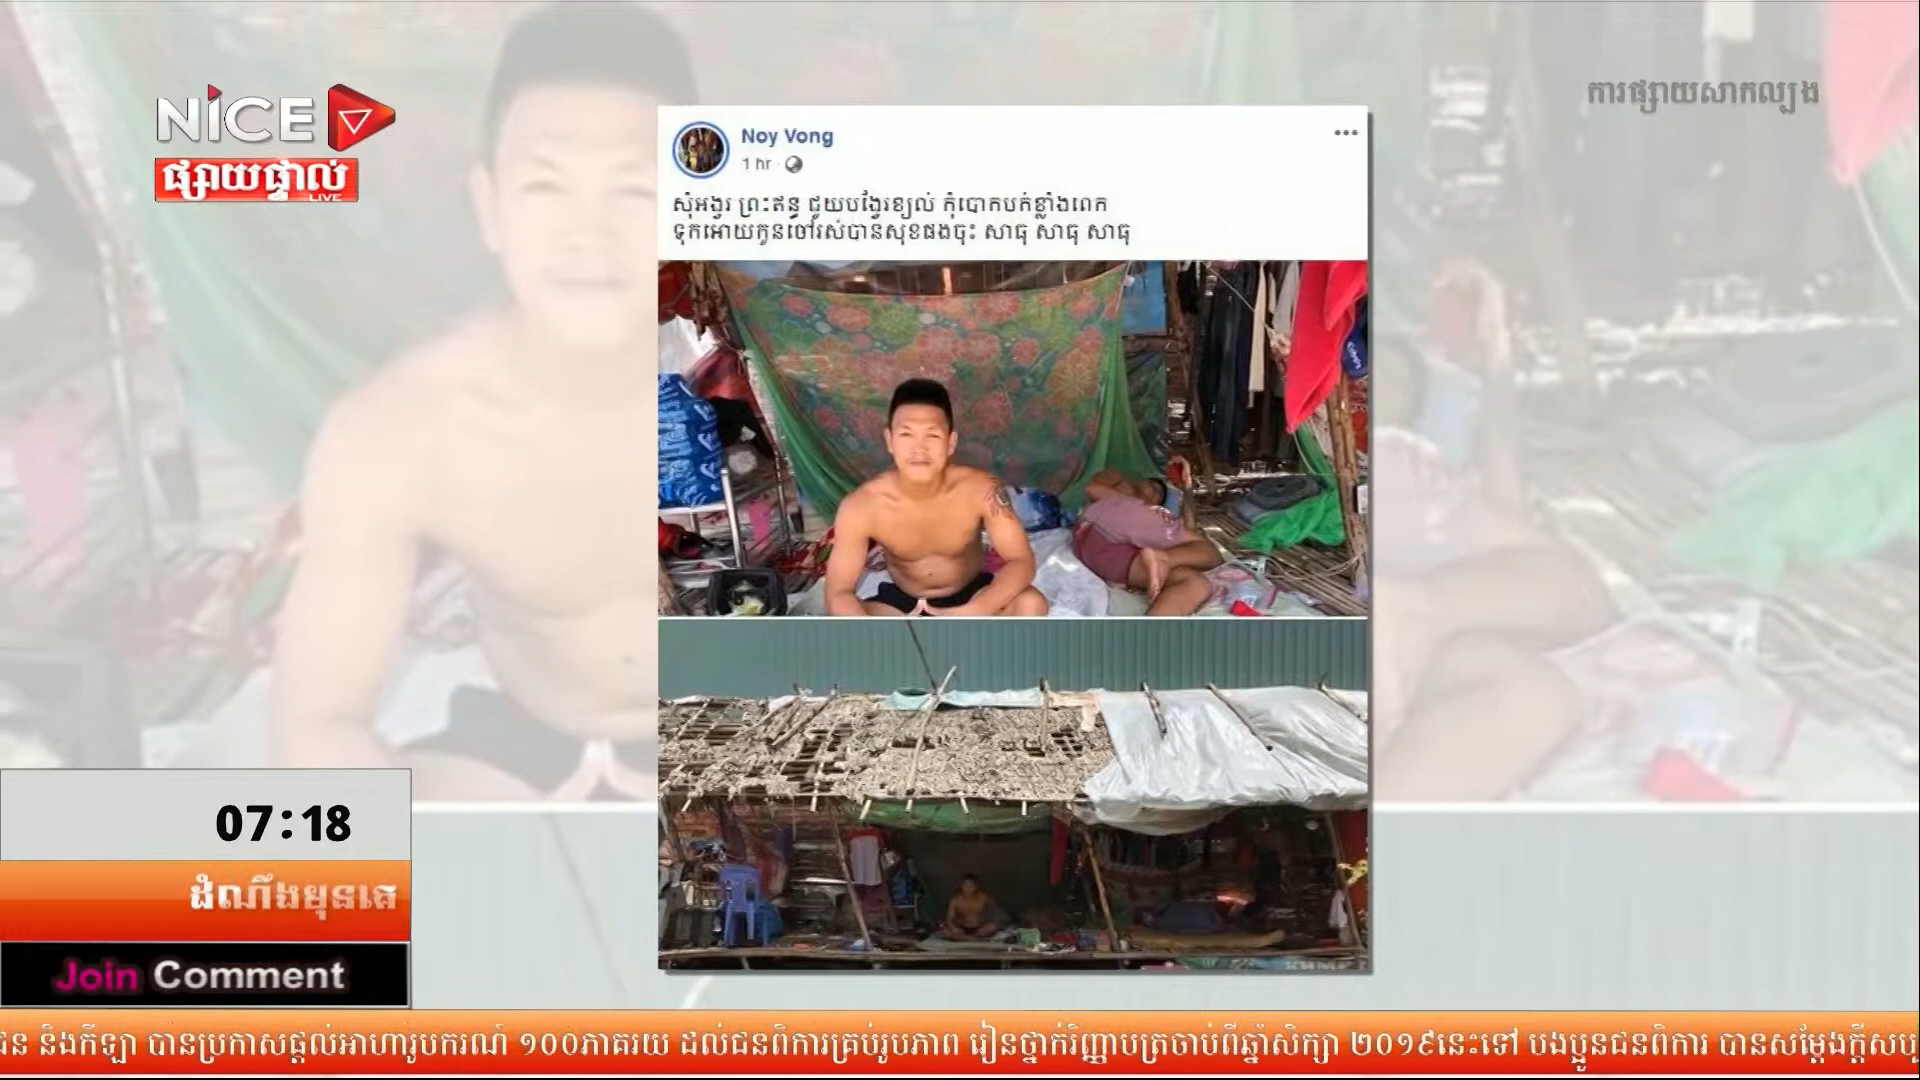 NiCE
ផ្សាយផ្ទាល់
LIVE
ការផ្សាយសាកល្បង
Noy Vong
1 hr
សុំអង្វរ ព្រះឥន្ទ ជួយបង្វែរខ្យល់ កុំបោកបក់ខ្លាំងពេក
ទុកអោយកូនចៅរស់បានសុខផងចុះ សាធុ សាធុ សាធុ
07:18
ដំណឹងមុនគេ
Join Comment
ជន និងកីឡា បានប្រកាសផ្តល់អាហារូបករណ៍ ១០០ភាគរយ ដល់ជនពិការគ្រប់រូបភាព រៀនថ្នាក់វិញ្ញាបត្រចាប់ពីឆ្នាំសិក្សា ២០១៩នេះទៅ បងប្អូនជនពិការ បានសម្តែងក្តីសប្បុ